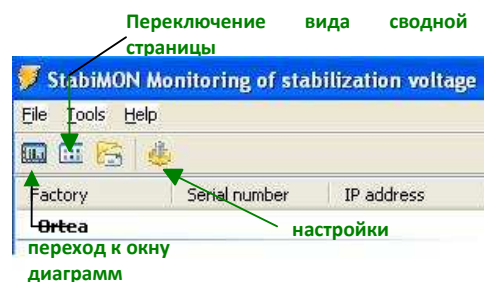 Переключение вида сводной
страницы
StabiMON Monitoring of stabilization voltage
File Tools Help
Factory Serial number IP address
Ortea
настройки
переход к окну
диаграмм